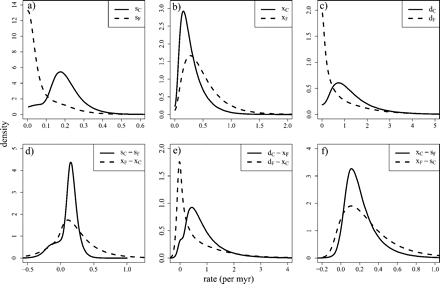 a)
s_C
s_F
0 2 4 6 8 10 12 14
0.0 0.1 0.2 0.3 0.4 0.5 0.6
b)
x_C
x_F
0.0 0.5 1.0 1.5 2.0 2.5 3.0
0.0 0.5 1.0 1.5 2.0
c)
d_C
d_F
0.0 0.5 1.0 1.5 2.0
0 1 2 3 4 5
density
d)
s_C − s_F
x_F − x_C
0 1 2 3 4 5
−0.5 0.0 0.5 1.0
e)
d_C − x_F
d_F − x_C
0.0 0.5 1.0 1.5 2.0
0 1 2 3 4
f)
x_C − s_F
x_F − s_C
0 1 2 3 4
−0.2 0.0 0.2 0.4 0.6 0.8 1.0
rate (per myr)